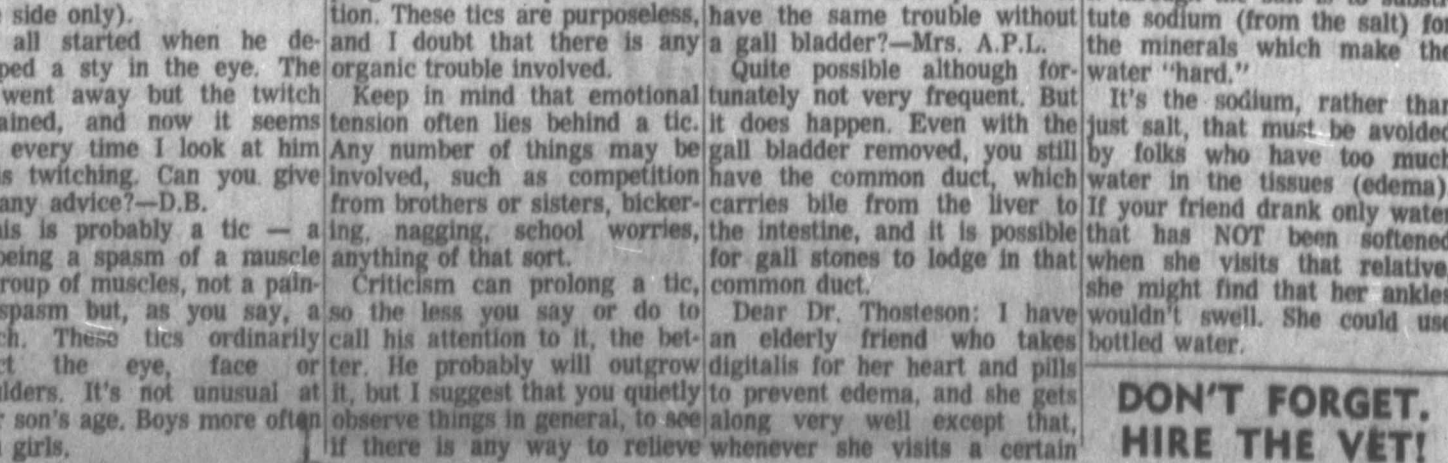 side only).
all started when he de-
ped a sty in the eye. The
went away but the twitch
ained, and now it seems
every time I look at him
s twitching. Can you give
any advice?—D.B.
is is probably a tic — a
being a spasm of a muscle
roup of muscles, not a pain-
spasm but, as you say, a
ch. These tics ordinarily
ct the eye, face or
lders. It's not unusual at
son's age. Boys more often
girls.
tion. These tics are purposeless,
and I doubt that there is any
organic trouble involved.
Keep in mind that emotional
tension often lies behind a tic.
Any number of things may be
involved, such as competition
from brothers or sisters, bicker-
ing, nagging, school worries,
anything of that sort.
Criticism can prolong a tic,
so the less you say or do to
call his attention to it, the bet-
ter. He probably will outgrow
it, but I suggest that you quietly
observe things in general, to see
if there is any way to relieve
have the same trouble without
a gall bladder?—Mrs. A.P.L.
Quite possible although for-
tunately not very frequent. But
it does happen. Even with the
gall bladder removed, you still
have the common duct, which
carries bile from the liver to
the intestine, and it is possible
for gall stones to lodge in that
common duct.
Dear Dr. Thosteson: I have
an elderly friend who takes
digitalis for her heart and pills
to prevent edema, and she gets
along very well except that,
whenever she visits a certain
tute sodium (from the salt) for
the minerals which make the
water "hard."
It's the sodium, rather than
just salt, that must be avoided
by folks who have too much
water in the tissues (edema)
If your friend drank only water
that has NOT been softened
when she visits that relative
she might find that her ankles
wouldn't swell. She could use
bottled water.
DON'T FORGET.
HIRE THE VET!